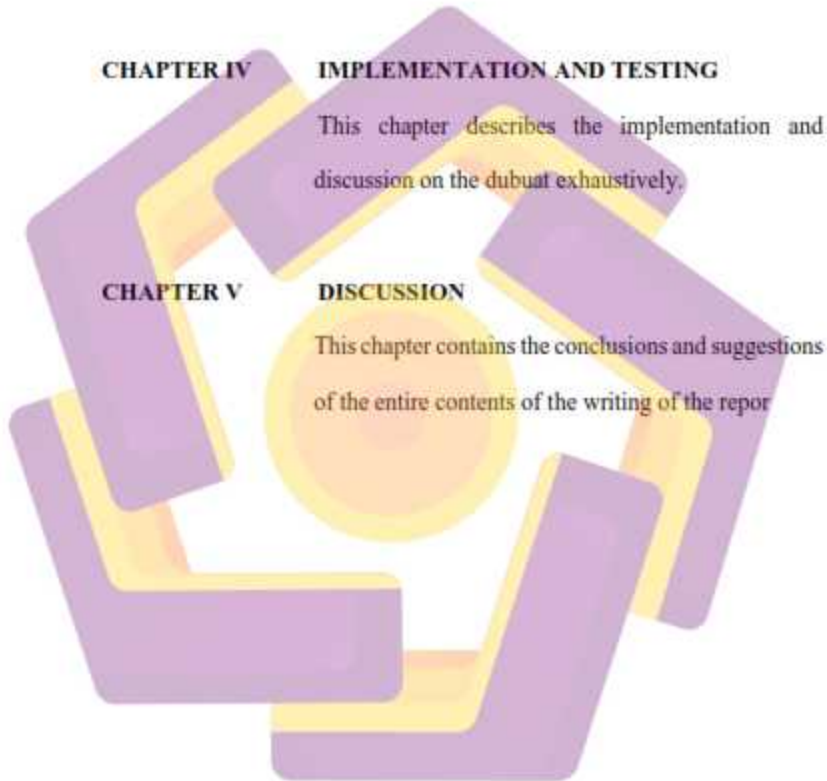 CHAPTER IV IMPLEMENTATION AND TESTING
This chapter describes the implementation and
discussion on the dubuat exhaustively.
CHAPTER V DISCUSSION
This chapter contains the conclusions and suggestions
of the entire contents of the writing of the repor